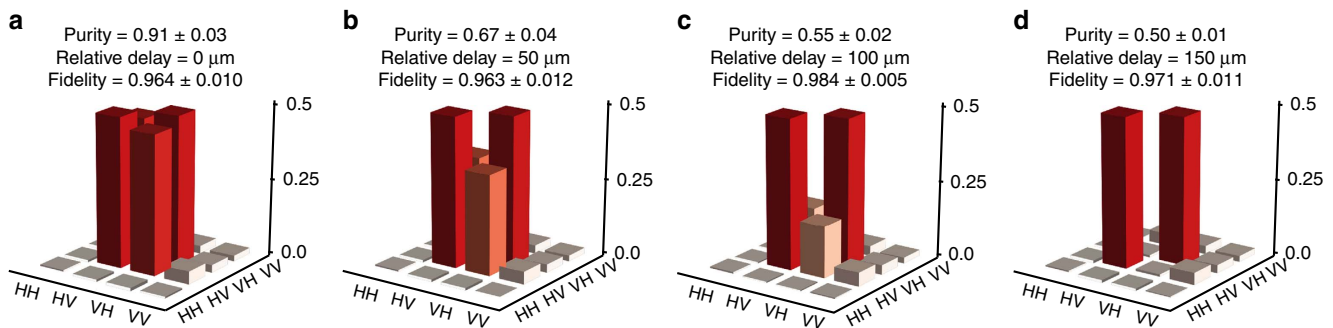 a
Purity = 0.91 ± 0.03
Relative delay = 0 μm
Fidelity = 0.964 ± 0.010
0.5
0.25
0.0
HH HV VH VV
HH HV VH VV
b
Purity = 0.67 ± 0.04
Relative delay = 50 μm
Fidelity = 0.963 ± 0.012
0.5
0.25
0.0
HH HV VH VV
HH HV VH VV
c
Purity = 0.55 ± 0.02
Relative delay = 100 μm
Fidelity = 0.984 ± 0.005
0.5
0.25
0.0
HH HV VH VV
HH HV VH VV
d
Purity = 0.50 ± 0.01
Relative delay = 150 μm
Fidelity = 0.971 ± 0.011
0.5
0.25
0.0
HH HV VH VV
HH HV VH VV